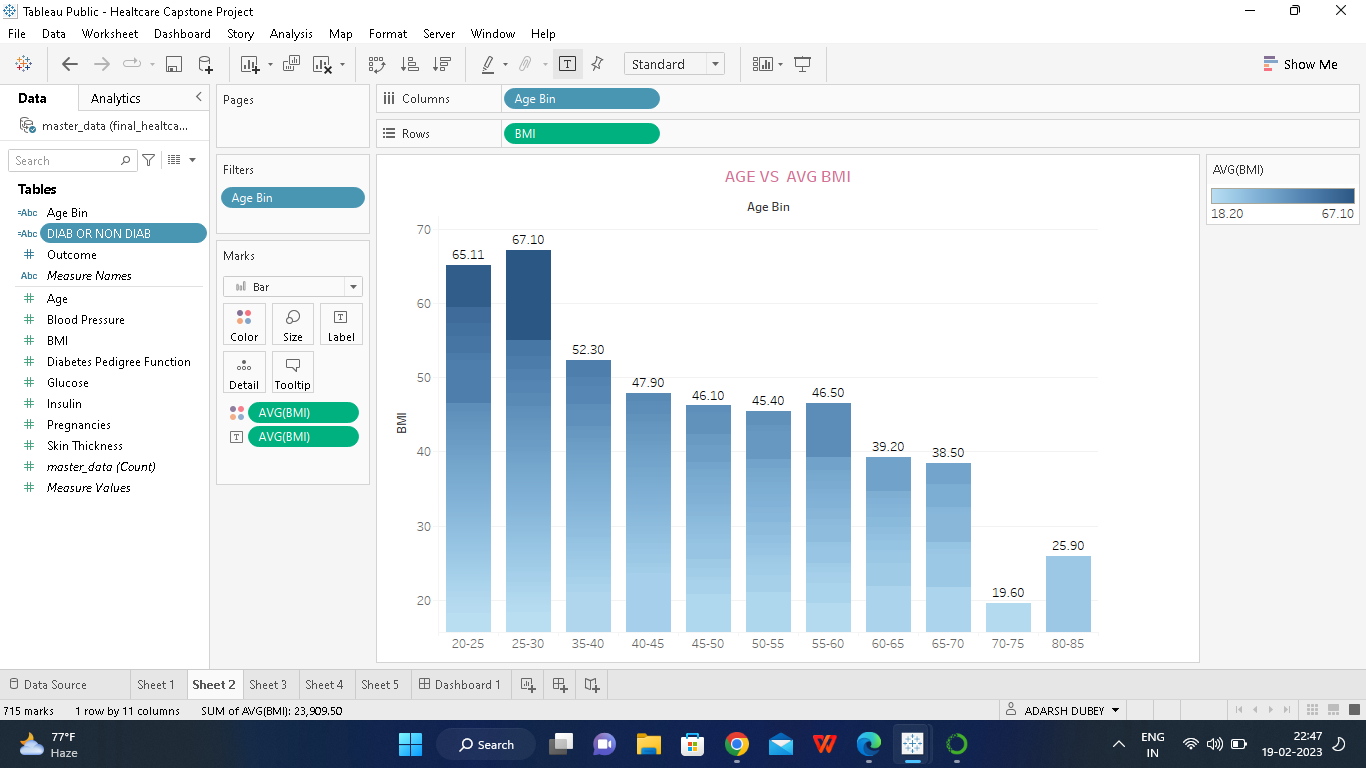 Tableau Public - Healtcare Capstone Project
File Data Worksheet Dashboard Story Analysis Map Format Server Window Help
Standard
Show Me
Data Analytics
master_data (final_healtca...
Search
Tables
Age Bin
DIAB OR NON DIAB
Outcome
Measure Names
Age
Blood Pressure
BMI
Diabetes Pedigree Function
Glucose
Insulin
Pregnancies
Skin Thickness
master_data (Count)
Measure Values
Pages
Filters
Age Bin
Marks
Bar
Color Size Label
Detail Tooltip
AVG(BMI)
AVG(BMI)
Columns Age Bin
Rows BMI
AGE VS AVG BMI
Age Bin
BMI
70
60
50
40
30
20
65.11 67.10 52.30 47.90 46.10 45.40 46.50 39.20 38.50 19.60 25.90
20-25 25-30 35-40 40-45 45-50 50-55 55-60 60-65 65-70 70-75 80-85
AVG(BMI)
18.20 67.10
Data Source Sheet 1 Sheet 2 Sheet 3 Sheet 4 Sheet 5 Dashboard 1
715 marks 1 row by 11 columns SUM of AVG(BMI): 23,909.50 ADARSH DUBEY
77°F
Haze
Search
ENG
IN
22:47
19-02-2023